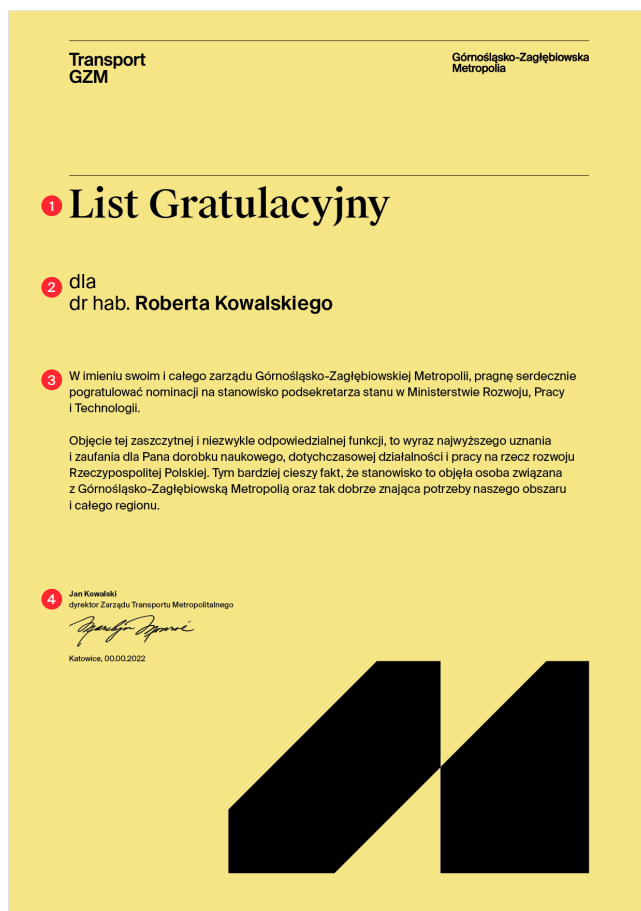 Transport
GZM
Górnośląsko-Zagłębiowska
Metropolia
1 List Gratulacyjny
2 dla
dr hab. Roberta Kowalskiego
3 W imieniu swoim i całego zarządu Górnośląsko-Zagłębiowskiej Metropolii, pragnę serdecznie
pogratulować nominacji na stanowisko podsekretarza stanu w Ministerstwie Rozwoju, Pracy
i Technologii.
Objęcie tej zaszczytnej i niezwykle odpowiedzialnej funkcji, to wyraz najwyższego uznania
i zaufania dla Pana dorobku naukowego, dotychczasowej działalności i pracy na rzecz rozwoju
Rzeczypospolitej Polskiej. Tym bardziej cieszy fakt, że stanowisko to objęła osoba związana
z Górnośląsko-Zagłębiowską Metropolią oraz tak dobrze znająca potrzeby naszego obszaru
i całego regionu.
4 Jan Kowalski
dyrektor Zarządu Transportu Metropolitalnego
Marilyn Monroe
Katowice, 00.00.2022